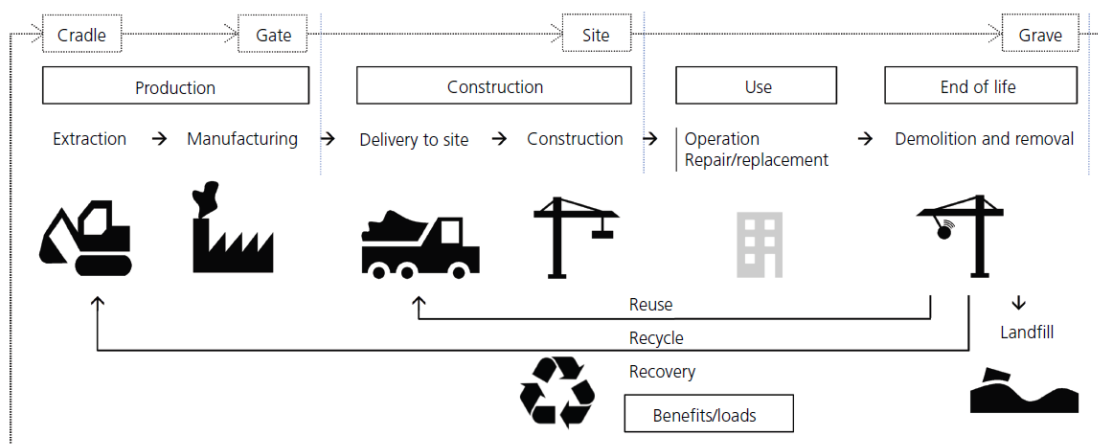 Cradle
Gate
Site
Grave
Production
Construction
Use
End of life
Extraction
Manufacturing
Delivery to site
Construction
Operation
Repair/replacement
Demolition and removal
Reuse
Recycle
Landfill
Recovery
Benefits/loads